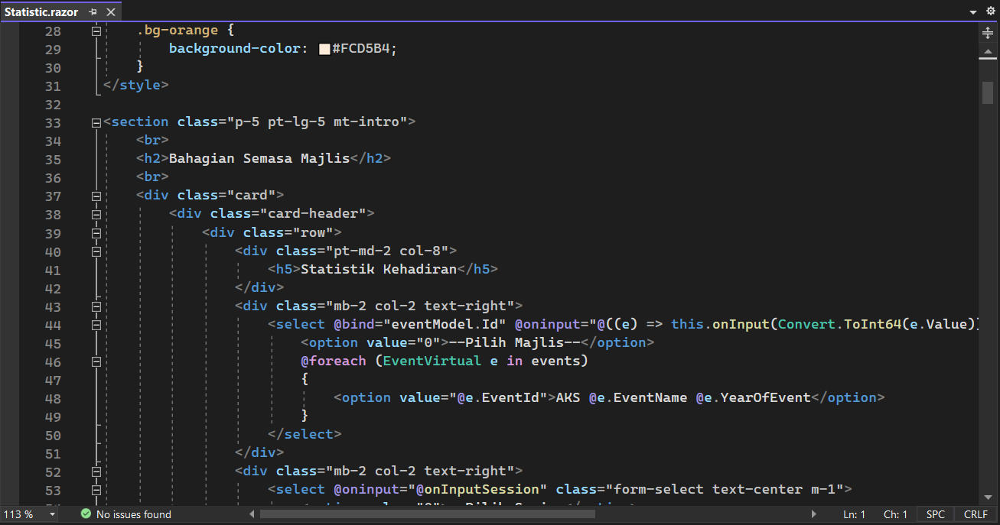 Statistic.razor
28 .bg-orange {
29 background-color: #FCD5B4;
30 }
31 </style>
32
33 <section class="p-5 pt-lg-5 mt-intro">
34 <br>
35 <h2>Bahagian Semasa Majlis</h2>
36 <br>
37 <div class="card">
38 <div class="card-header">
39 <div class="row">
40 <div class="pt-md-2 col-8">
41 <h5>Statistik Kehadiran</h5>
42 </div>
43 <div class="mb-2 col-2 text-right">
44 <select @bind="eventModel.Id" @oninput="@((e) => this.onInput(Convert.ToInt64(e.Value)
45 <option value="0">--Pilih Majlis--</option>
46 @foreach (EventVirtual e in events)
47 {
48 <option value="@e.EventId">AKS @e.EventName @e.YearOfEvent</option>
49 }
50 </select>
51 </div>
52 <div class="mb-2 col-2 text-right">
53 <select @oninput="@onInputSession" class="form-select text-center m-1">
113 % No issues found Ln: 1 Ch: 1 SPC CRLF